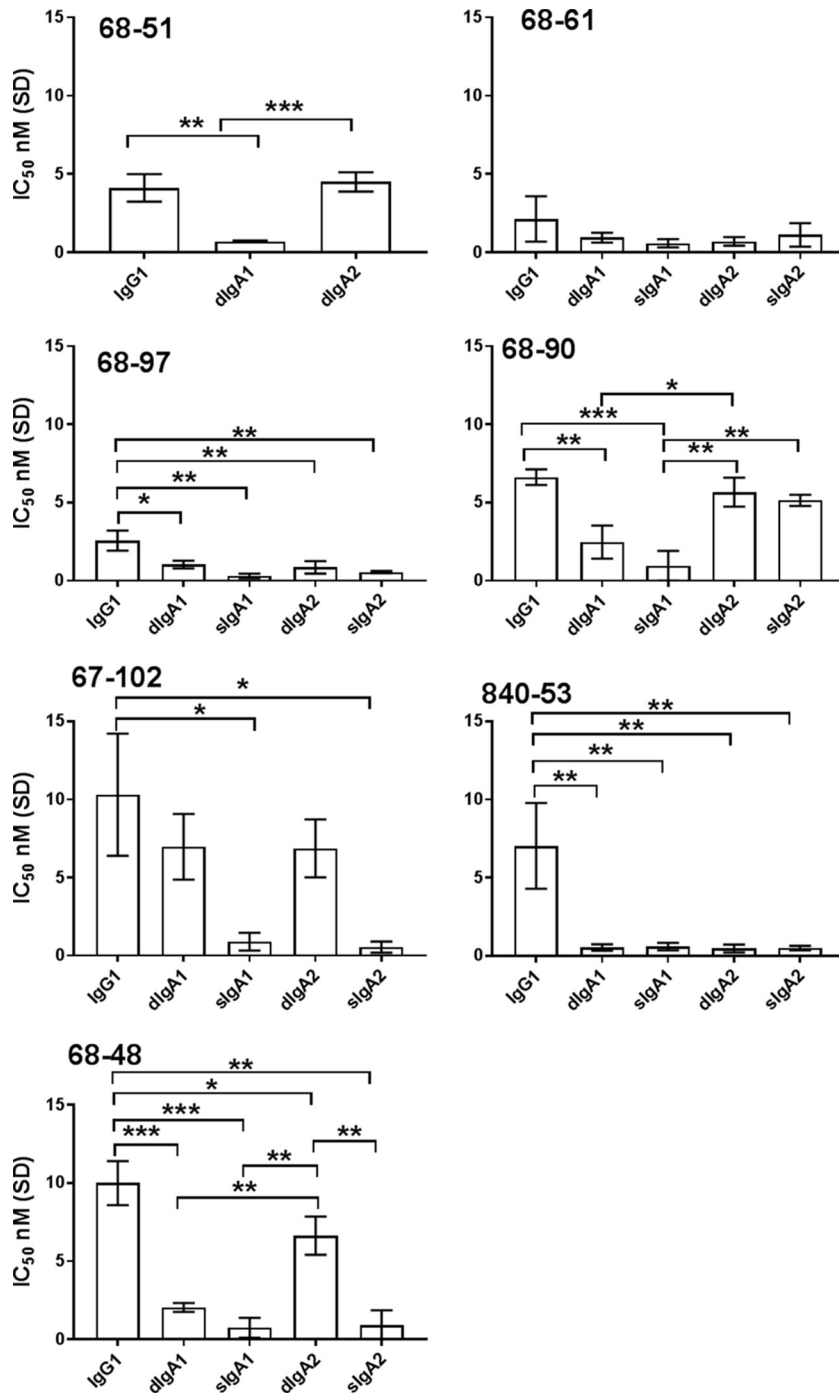 68-51
IC50 nM (SD)
15
10
5
0
**
***
IgG1
dIgA1
dIgA2
68-61
15
10
5
0
IgG1
dIgA1
sIgA1
dIgA2
sIgA2
68-97
IC50 nM (SD)
15
10
5
0
**
**
**
*
IgG1
dIgA1
sIgA1
dIgA2
sIgA2
68-90
15
10
5
0
*
***
**
**
**
IgG1
dIgA1
sIgA1
dIgA2
sIgA2
67-102
IC50 nM (SD)
15
10
5
0
*
*
IgG1
dIgA1
sIgA1
dIgA2
sIgA2
840-53
15
10
5
0
**
**
**
**
IgG1
dIgA1
sIgA1
dIgA2
sIgA2
68-48
IC50 nM (SD)
15
10
5
0
**
*
***
***
**
**
**
IgG1
dIgA1
sIgA1
dIgA2
sIgA2